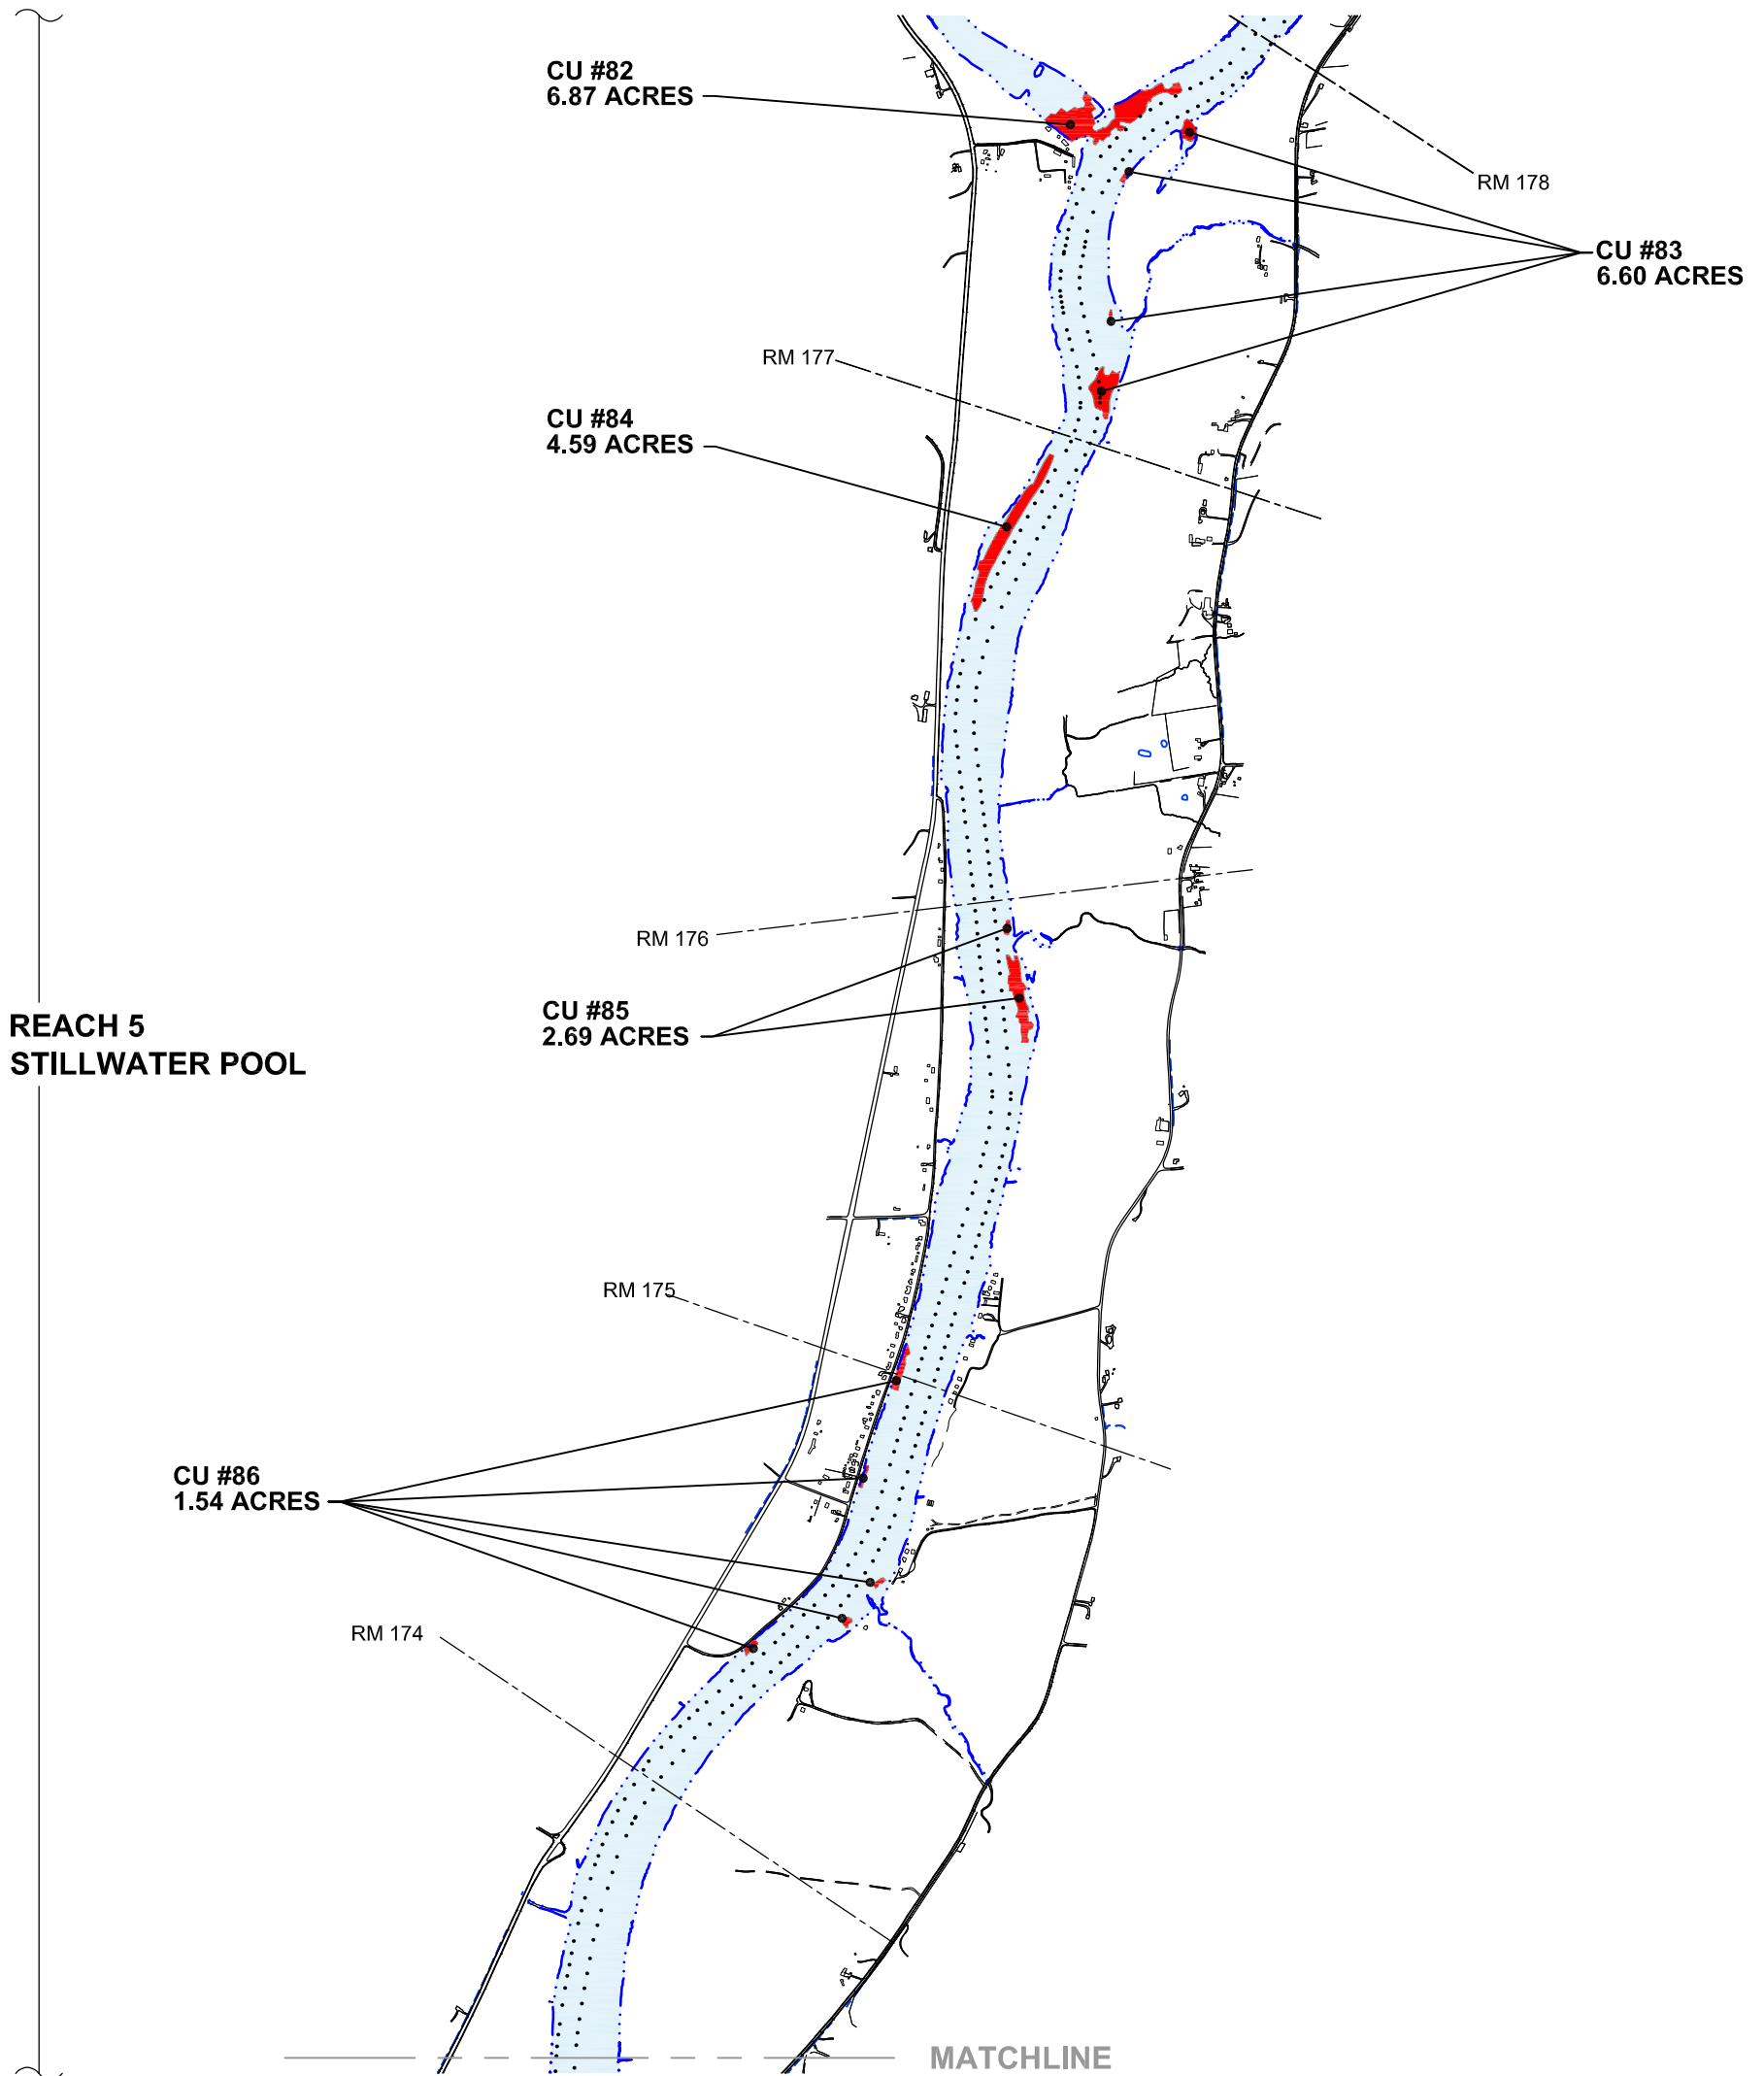 CU #82
6.87 ACRES
RM 178
CU #83
6.60 ACRES
RM 177
CU #84
4.59 ACRES
RM 176
CU #85
2.69 ACRES
REACH 5
STILLWATER POOL
RM 175
CU #86
1.54 ACRES
RM 174
MATCHLINE